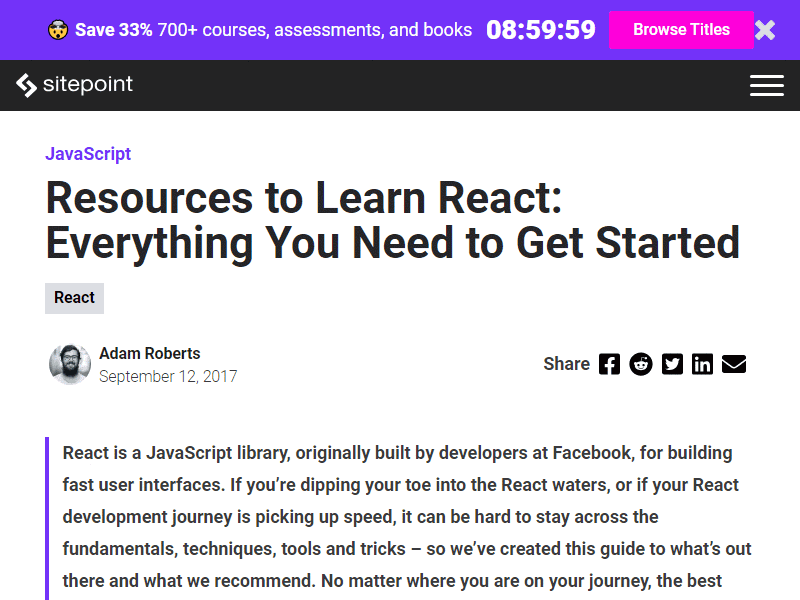 Save 33% 700+ courses, assessments, and books 08:59:59 Browse Titles
sitepoint
JavaScript
Resources to Learn React:
Everything You Need to Get Started
React
Adam Roberts
September 12, 2017
Share
React is a JavaScript library, originally built by developers at Facebook, for building
fast user interfaces. If you’re dipping your toe into the React waters, or if your React
development journey is picking up speed, it can be hard to stay across the
fundamentals, techniques, tools and tricks – so we’ve created this guide to what’s out
there and what we recommend. No matter where you are on your journey, the best